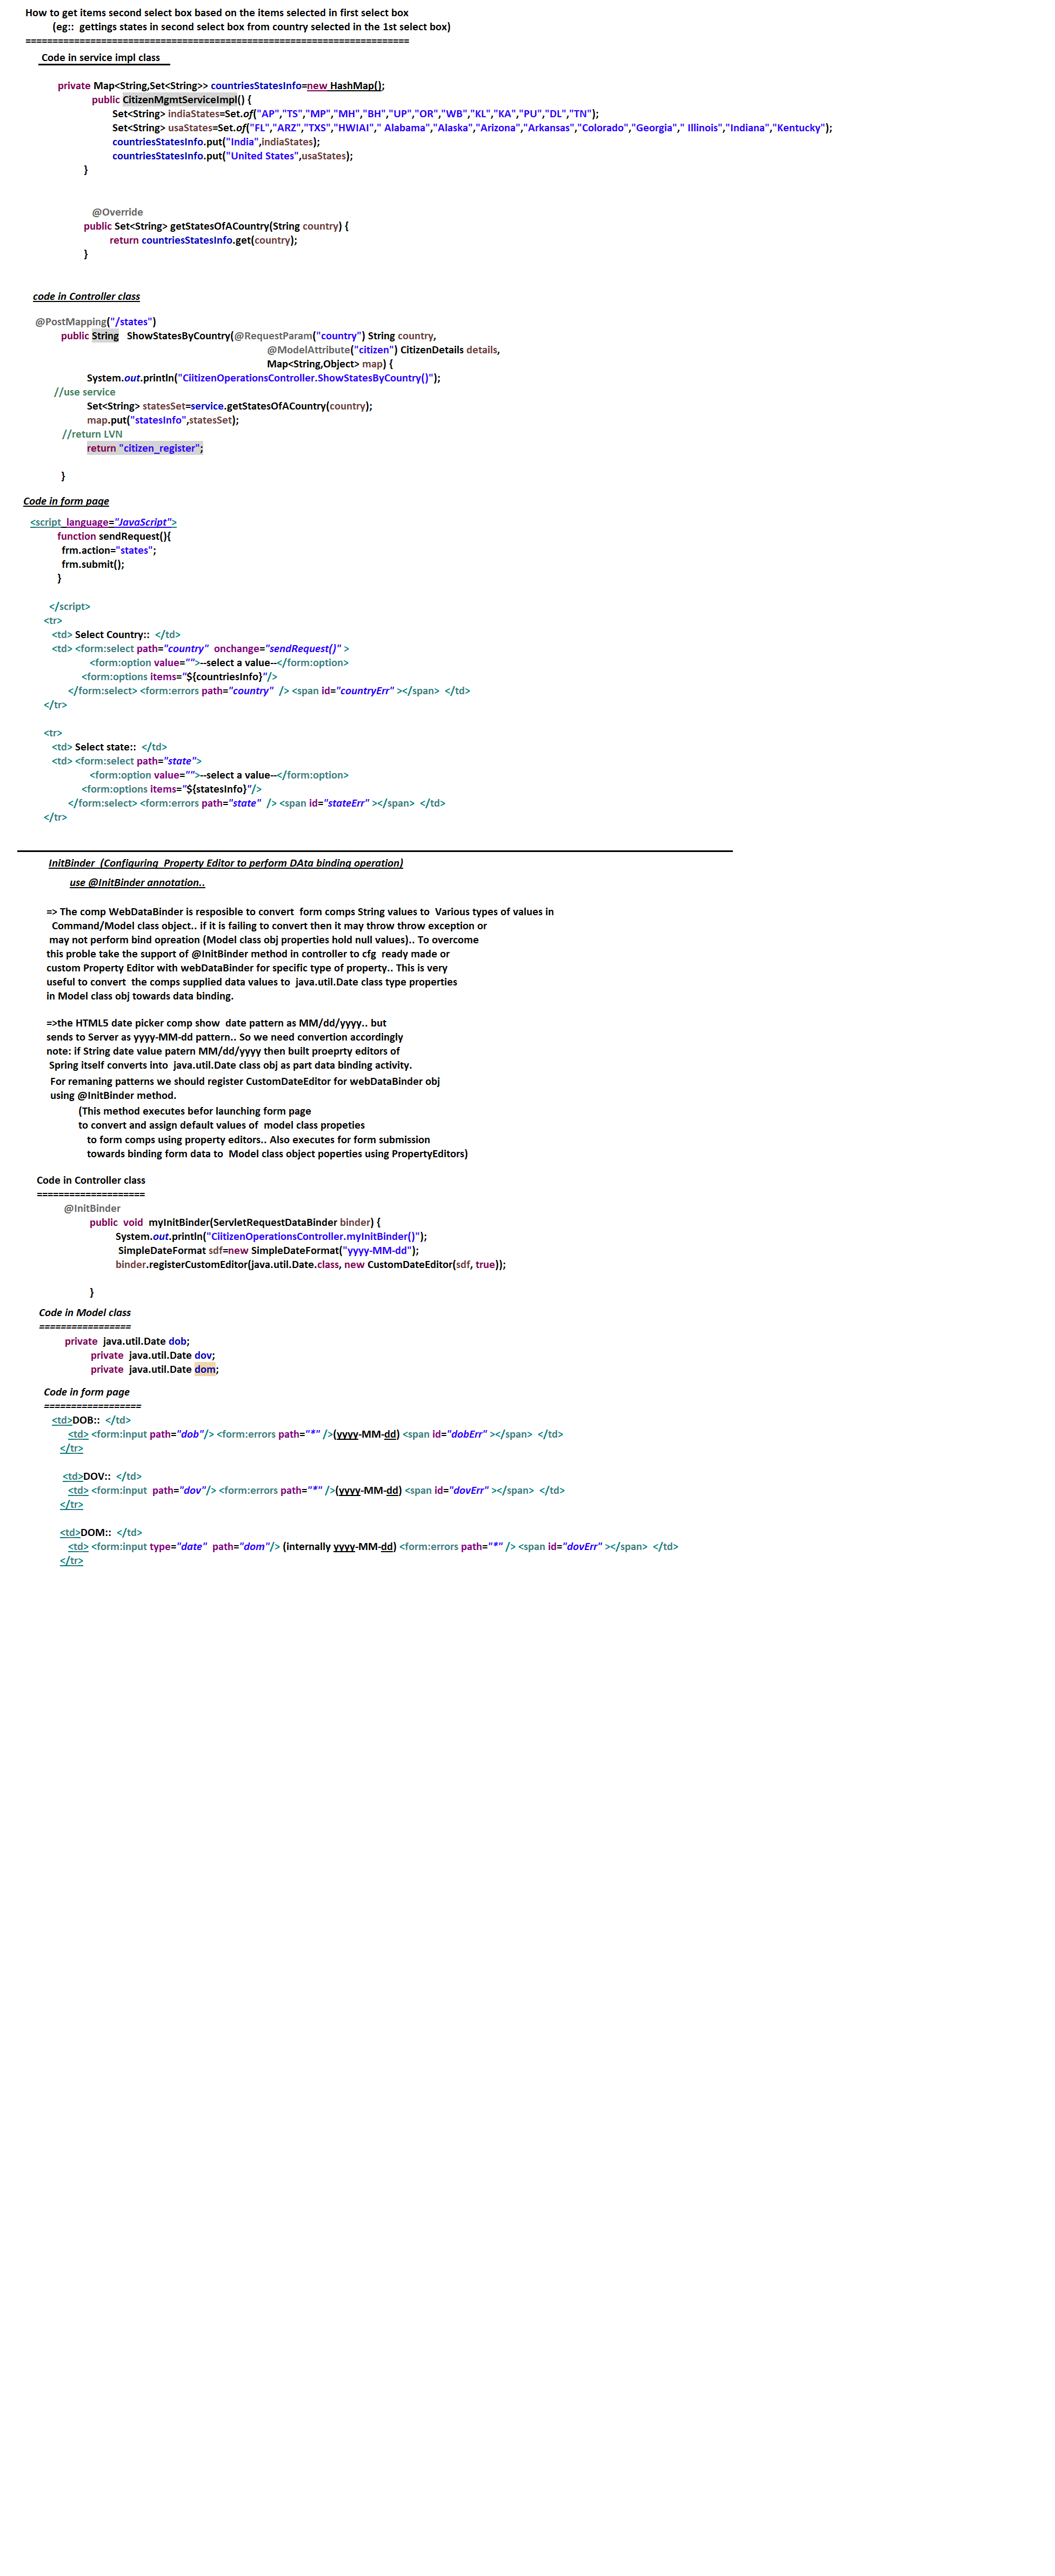 How to get items second select box based on the items selected in first select box
(eg:: gettings states in second select box from country selected in the 1st select box)
=======================================================================
Code in service impl class
private Map<String,Set<String>> countriesStatesInfo=new HashMap();
public CitizenMgmtServiceImpl() {
Set<String> indiaStates=Set.of("AP","TS","MP","MH","BH","UP","OR","WB","KL","KA","PU","DL","TN");
Set<String> usaStates=Set.of("FL","ARZ","TXS","HWIAI"," Alabama","Alaska","Arizona","Arkansas","Colorado","Georgia"," Illinois","Indiana","Kentucky");
countriesStatesInfo.put("India",indiaStates);
countriesStatesInfo.put("United States",usaStates);
}
@Override
public Set<String> getStatesOfACountry(String country) {
return countriesStatesInfo.get(country);
}
code in Controller class
@PostMapping("/states")
public String ShowStatesByCountry(@RequestParam("country") String country,
@ModelAttribute("citizen") CitizenDetails details,
Map<String,Object> map) {
System.out.println("CiitizenOperationsController.ShowStatesByCountry()");
//use service
Set<String> statesSet=service.getStatesOfACountry(country);
map.put("statesInfo",statesSet);
//return LVN
return "citizen_register";
}
Code in form page
<script language="JavaScript">
function sendRequest(){
frm.action="states";
frm.submit();
}
</script>
<tr>
<td> Select Country:: </td>
<td> <form:select path="country" onchange="sendRequest()" >
<form:option value="">--select a value--</form:option>
<form:options items="${countriesInfo}"/>
</form:select> <form:errors path="country" /> <span id="countryErr" ></span> </td>
</tr>
<tr>
<td> Select state:: </td>
<td> <form:select path="state">
<form:option value="">--select a value--</form:option>
<form:options items="${statesInfo}"/>
</form:select> <form:errors path="state" /> <span id="stateErr" ></span> </td>
</tr>
InitBinder (Configuring Property Editor to perform DAta binding operation)
use @InitBinder annotation..
=> The comp WebDataBinder is resposible to convert form comps String values to Various types of values in
Command/Model class object.. if it is failing to convert then it may throw throw exception or
may not perform bind opreation (Model class obj properties hold null values).. To overcome
this proble take the support of @InitBinder method in controller to cfg ready made or
custom Property Editor with webDataBinder for specific type of property.. This is very
useful to convert the comps supplied data values to java.util.Date class type properties
in Model class obj towards data binding.
=>the HTML5 date picker comp show date pattern as MM/dd/yyyy.. but
sends to Server as yyyy-MM-dd pattern.. So we need convertion accordingly
note: if String date value patern MM/dd/yyyy then built proeprty editors of
Spring itself converts into java.util.Date class obj as part data binding activity.
For remaning patterns we should register CustomDateEditor for webDataBinder obj
using @InitBinder method.
(This method executes befor launching form page
to convert and assign default values of model class propeties
to form comps using property editors.. Also executes for form submission
towards binding form data to Model class object poperties using PropertyEditors)
Code in Controller class
====================
@InitBinder
public void myInitBinder(ServletRequestDataBinder binder) {
System.out.println("CiitizenOperationsController.myInitBinder()");
SimpleDateFormat sdf=new SimpleDateFormat("yyyy-MM-dd");
binder.registerCustomEditor(java.util.Date.class, new CustomDateEditor(sdf, true));
}
Code in Model class
=================
private java.util.Date dob;
private java.util.Date dov;
private java.util.Date dom;
Code in form page
==================
<td>DOB:: </td>
<td> <form:input path="dob"/> <form:errors path="*" />(yyyy-MM-dd) <span id="dobErr" ></span> </td>
</tr>
<td>DOV:: </td>
<td> <form:input path="dov"/> <form:errors path="*" />(yyyy-MM-dd) <span id="dovErr" ></span> </td>
</tr>
<td>DOM:: </td>
<td> <form:input type="date" path="dom"/> (internally yyyy-MM-dd) <form:errors path="*" /> <span id="dovErr" ></span> </td>
</tr>